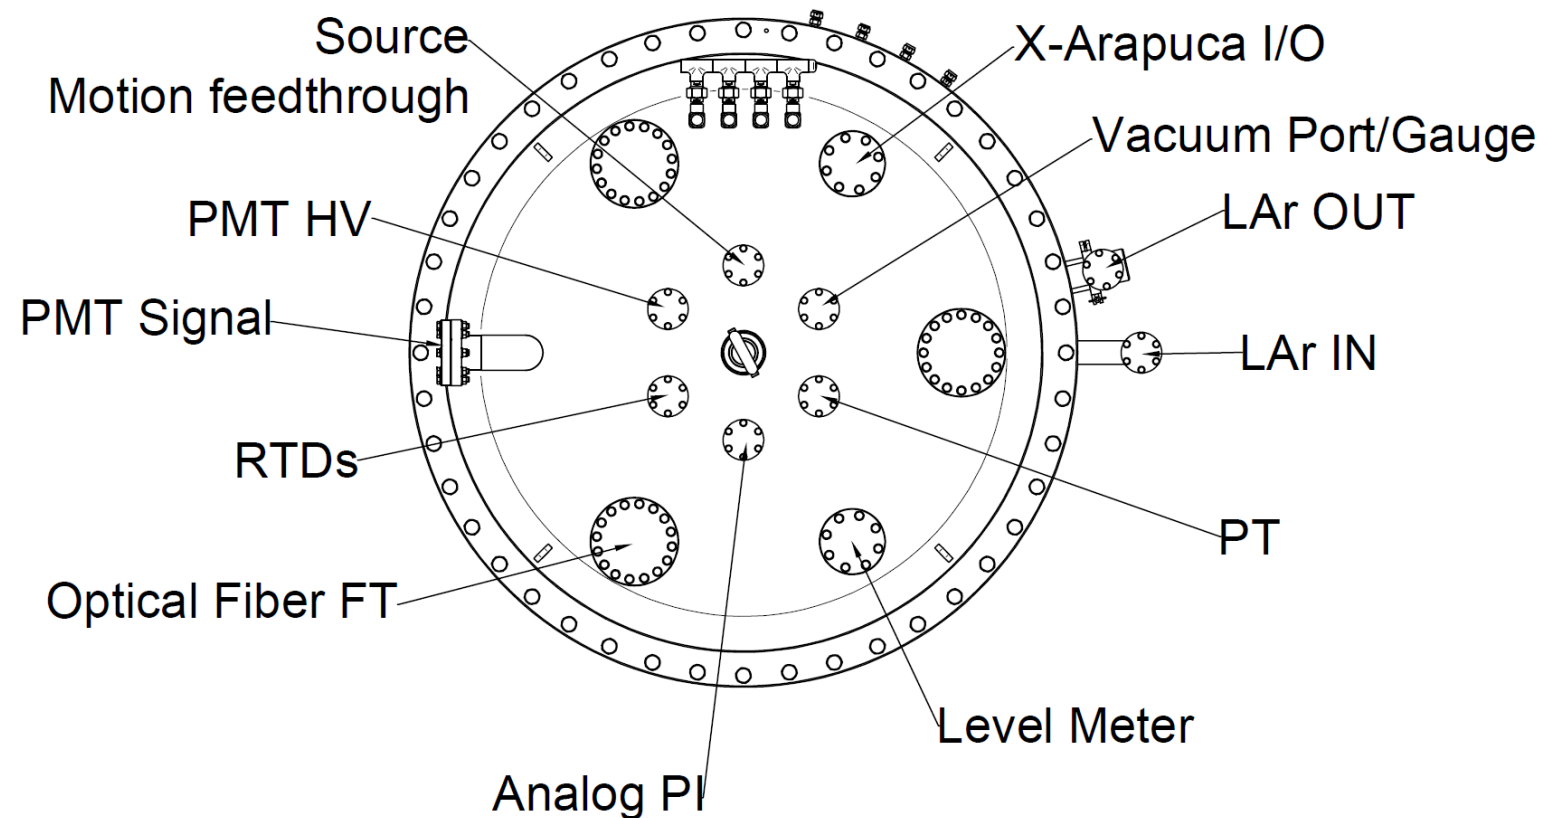 Source
Motion feedthrough
X-Arapuca I/O
Vacuum Port/Gauge
PMT HV
LAr OUT
PMT Signal
LAr IN
RTDs
PT
Optical Fiber FT
Level Meter
Analog PI